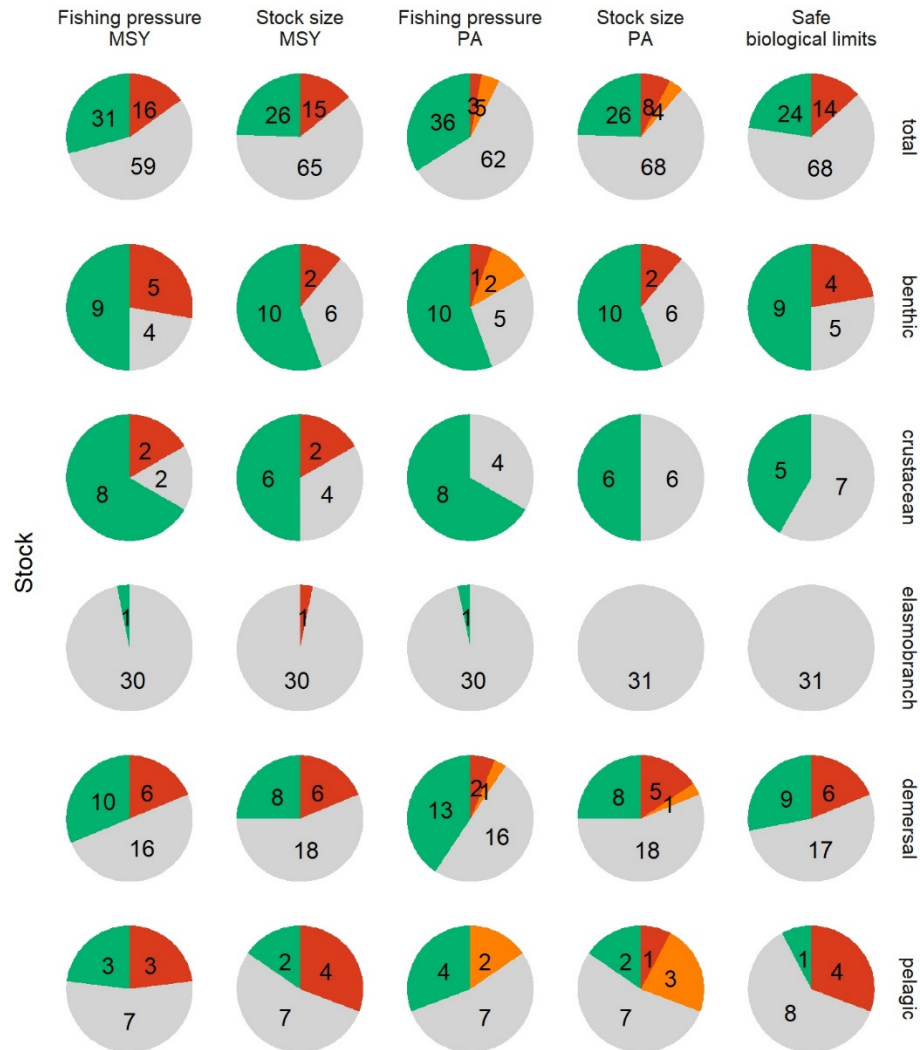 Fishing pressure
MSY
Stock size
MSY
Fishing pressure
PA
Stock size
PA
Safe
biological limits
31 16 59
26 15 65
36 3 5 62
26 8 4 68
24 14 68
total
9 5 4
10 2 6
10 1 2 5
10 2 6
9 4 5
benthic
8 2 2
6 2 4
8 4
6 6
5 7
crustacean
Stock
1 30
1 30
1 30
31
31
elasmobranch
10 6 16
8 6 18
13 2 1 16
8 5 1 18
9 6 17
demersal
3 3 7
2 4 7
4 2 7
2 1 3 7
1 4 8
pelagic